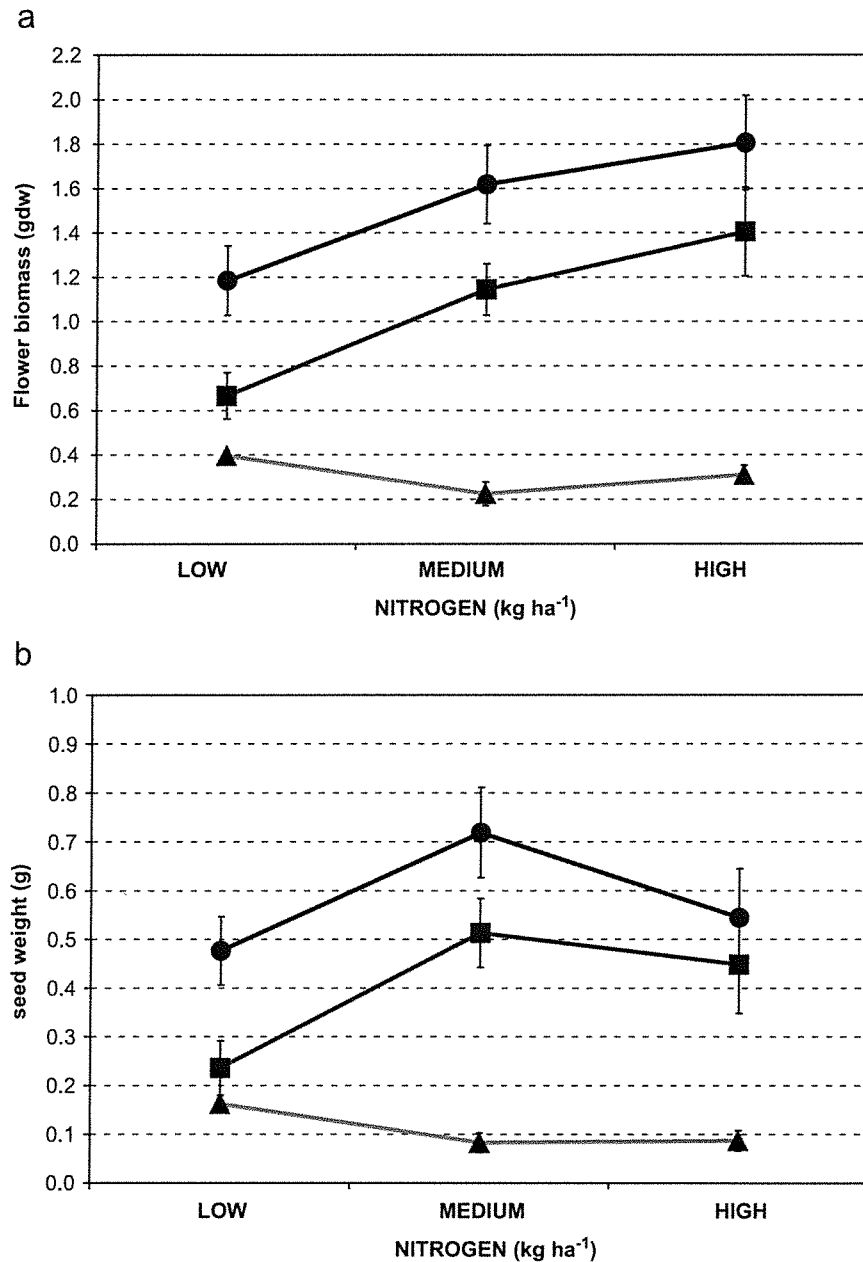 a
2.2
2.0
1.8
1.6
1.4
1.2
1.0
0.8
0.6
0.4
0.2
0.0
Flower biomass (gdw)
LOW MEDIUM HIGH
NITROGEN (kg ha⁻¹)
b
1.0
0.9
0.8
0.7
0.6
0.5
0.4
0.3
0.2
0.1
0.0
seed weight (g)
LOW MEDIUM HIGH
NITROGEN (kg ha⁻¹)